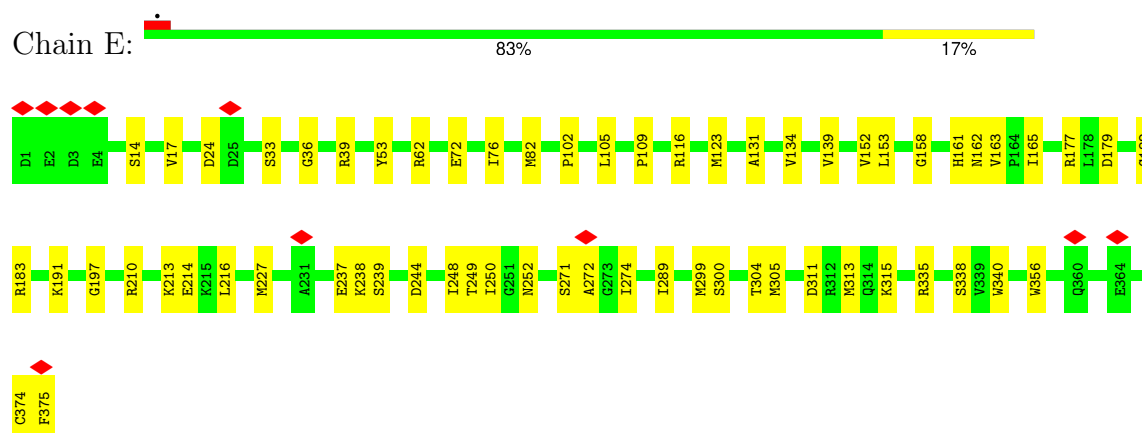 Chain E:
•
83% 17%
D1 E2 D3 E4 S14 V17 D24 D25 S33 G36 R39 Y53 R62 E72 I76 M82 P102 L105 P109 R116 M123 A131 V134 V139 V152 L153 G158 H161 N162 V163 P164 I165 R177 L178 D179
R183 K191 G197 R210 K213 E214 K215 L216 M227 A231 E237 K238 S239 D244 I248 T249 I250 G251 N252 S271 A272 G273 I274 I289 M299 S300 T304 M305 D311 R312 M313 Q314 K315 R335 S338 V339 W340 W356 Q360 E364
C374 F375